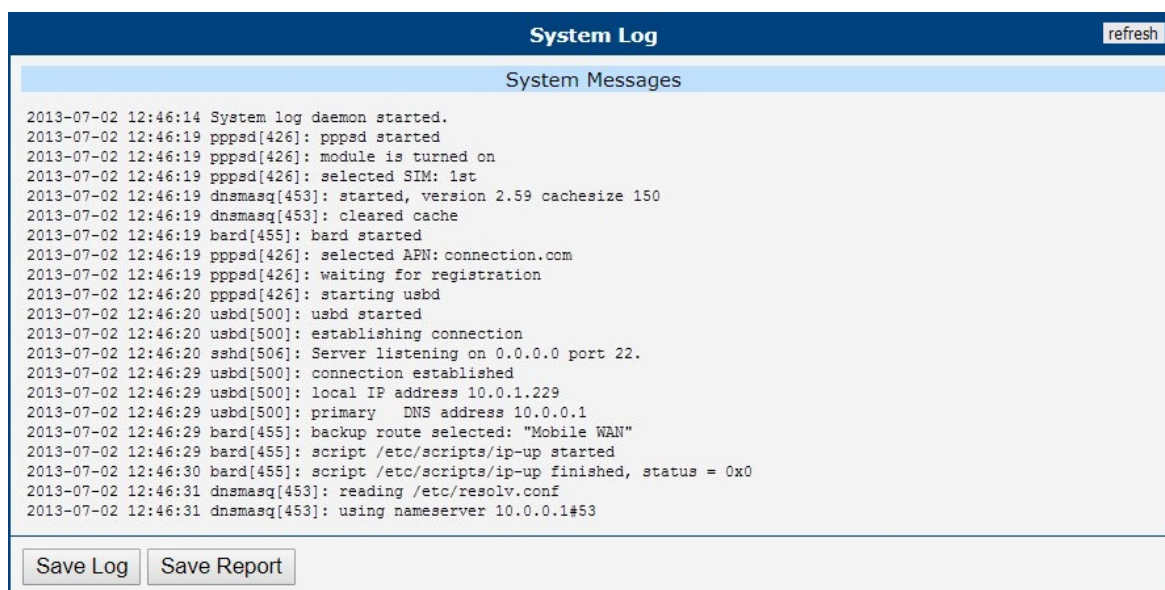 System Log
refresh
System Messages
2013-07-02 12:46:14 System log daemon started.
2013-07-02 12:46:19 pppsd[426]: pppsd started
2013-07-02 12:46:19 pppsd[426]: module is turned on
2013-07-02 12:46:19 pppsd[426]: selected SIM: 1st
2013-07-02 12:46:19 dnsmasq[453]: started, version 2.59 cachesize 150
2013-07-02 12:46:19 dnsmasq[453]: cleared cache
2013-07-02 12:46:19 bard[455]: bard started
2013-07-02 12:46:19 pppsd[426]: selected APN: connection.com
2013-07-02 12:46:19 pppsd[426]: waiting for registration
2013-07-02 12:46:20 pppsd[426]: starting usbd
2013-07-02 12:46:20 usbd[500]: usbd started
2013-07-02 12:46:20 usbd[500]: establishing connection
2013-07-02 12:46:20 sshd[506]: Server listening on 0.0.0.0 port 22.
2013-07-02 12:46:29 usbd[500]: connection established
2013-07-02 12:46:29 usbd[500]: local IP address 10.0.1.229
2013-07-02 12:46:29 usbd[500]: primary   DNS address 10.0.0.1
2013-07-02 12:46:29 bard[455]: backup route selected: "Mobile WAN"
2013-07-02 12:46:29 bard[455]: script /etc/scripts/ip-up started
2013-07-02 12:46:30 bard[455]: script /etc/scripts/ip-up finished, status = 0x0
2013-07-02 12:46:31 dnsmasq[453]: reading /etc/resolv.conf
2013-07-02 12:46:31 dnsmasq[453]: using nameserver 10.0.0.1#53
Save Log
Save Report